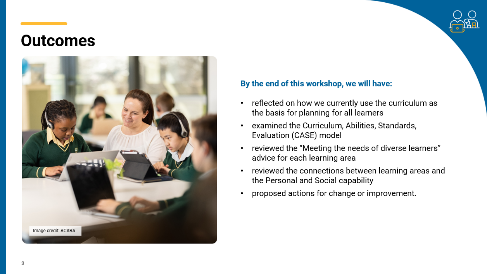 Outcomes
Image credit: ACARA
By the end of this workshop, we will have:
• reflected on how we currently use the curriculum as
the basis for planning for all learners
• examined the Curriculum, Abilities, Standards,
Evaluation (CASE) model
• reviewed the “Meeting the needs of diverse learners”
advice for each learning area
• reviewed the connections between learning areas and
the Personal and Social capability
• proposed actions for change or improvement.
3